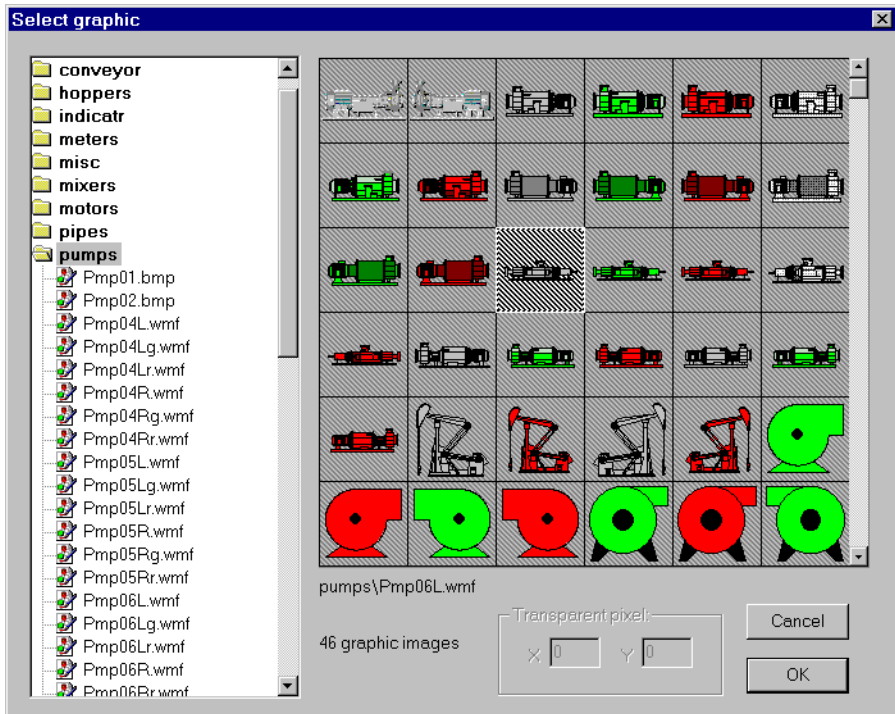 Select graphic
conveyor
hoppers
indicatr
meters
misc
mixers
motors
pipes
pumps
Pmp01.bmp
Pmp02.bmp
Pmp04L.wmf
Pmp04Lg.wmf
Pmp04Lr.wmf
Pmp04R.wmf
Pmp04Rg.wmf
Pmp04Rr.wmf
Pmp05L.wmf
Pmp05Lg.wmf
Pmp05Lr.wmf
Pmp05R.wmf
Pmp05Rg.wmf
Pmp05Rr.wmf
Pmp06L.wmf
Pmp06Lg.wmf
Pmp06Lr.wmf
Pmp06R.wmf
Pmp06Rr.wmf
pumps\Pmp06L.wmf
46 graphic images
Transparent pixel:
X 0 Y 0
Cancel
OK